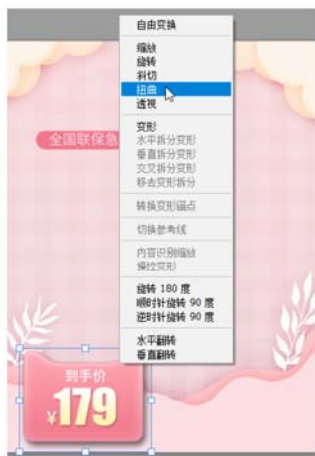 自由变换
缩放
旋转
斜切
扭曲
透视
变形
水平拆分变形
垂直拆分变形
交叉拆分变形
移去变形拆分
转换变形锚点
切换参考线
内容识别缩放
操控变形
旋转 180 度
顺时针旋转 90 度
逆时针旋转 90 度
水平翻转
垂直翻转
全国联保急
到手价
¥179